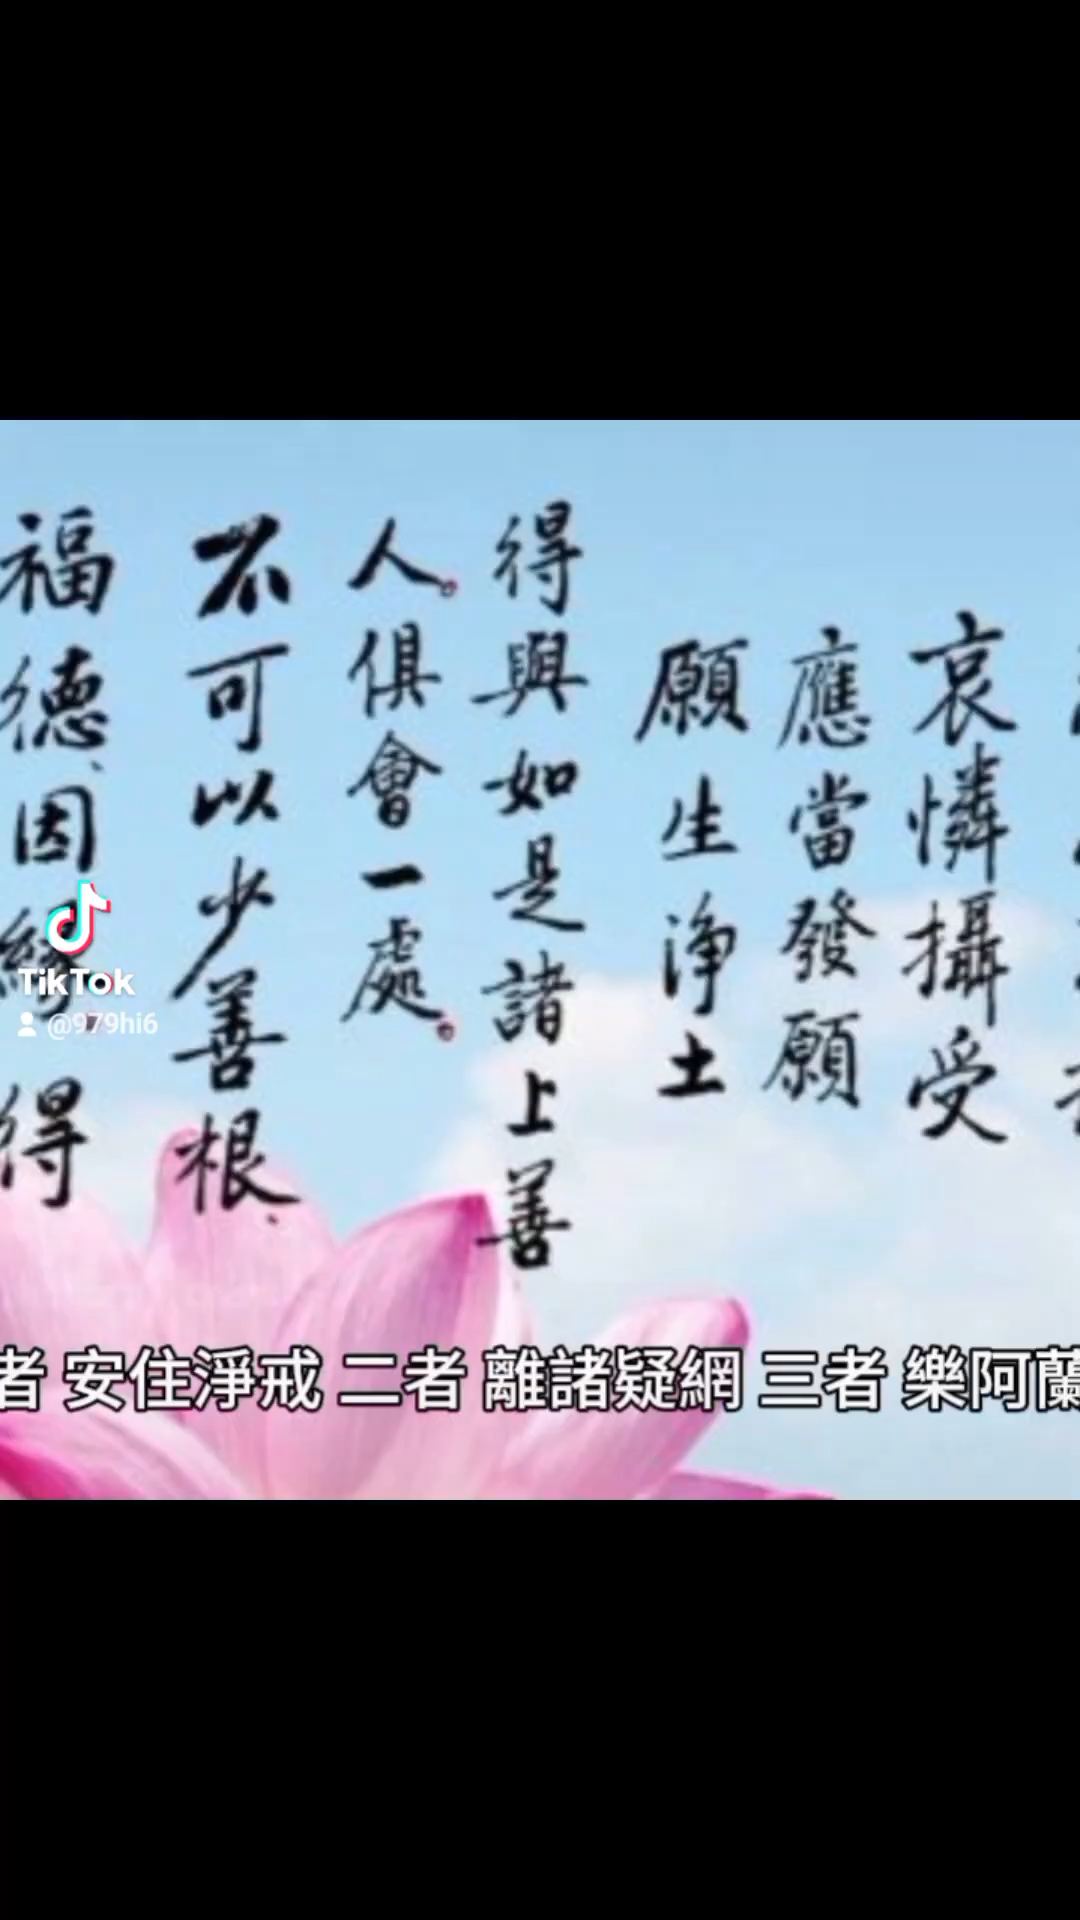 哀憐攝受
應當發願
願生淨土
得與如是諸上善
人。俱會一處。
不可以少善根、
福德因緣得
TikTok
@979hi6
者 安住淨戒 二者 離諸疑網 三者 樂阿蘭